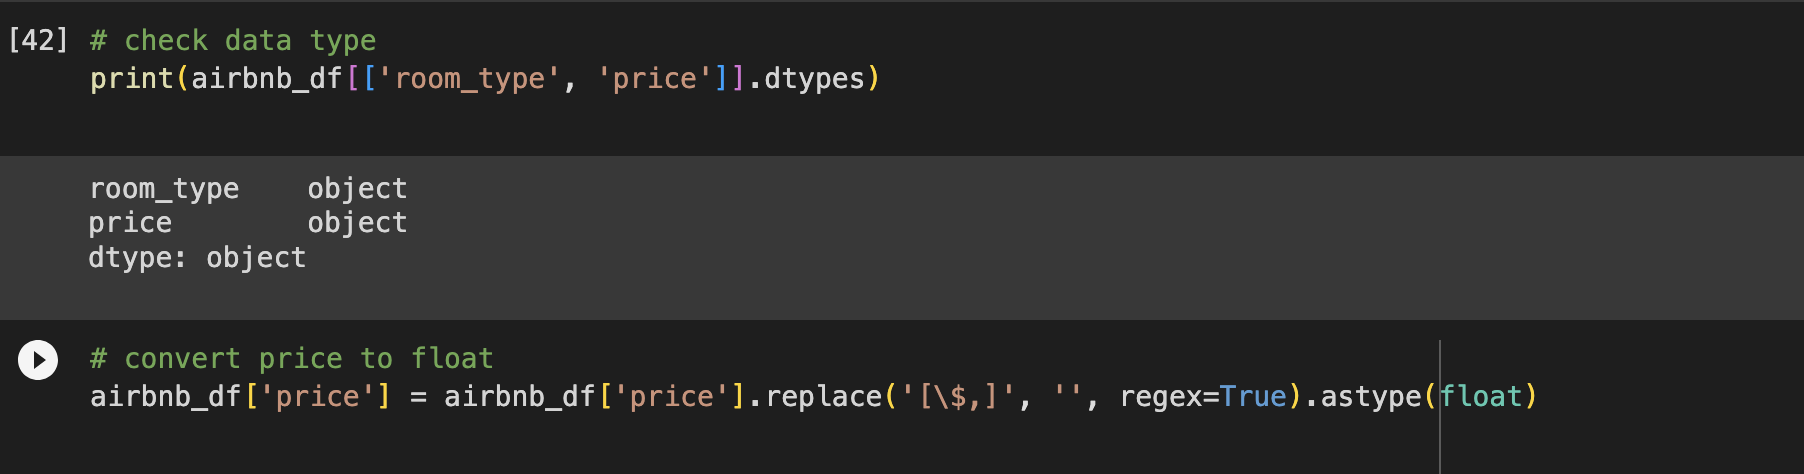 [42] # check data type
print(airbnb_df[['room_type', 'price']].dtypes)
room_type    object
price        object
dtype: object
# convert price to float
airbnb_df['price'] = airbnb_df['price'].replace('[\$,]', '', regex=True).astype(float)